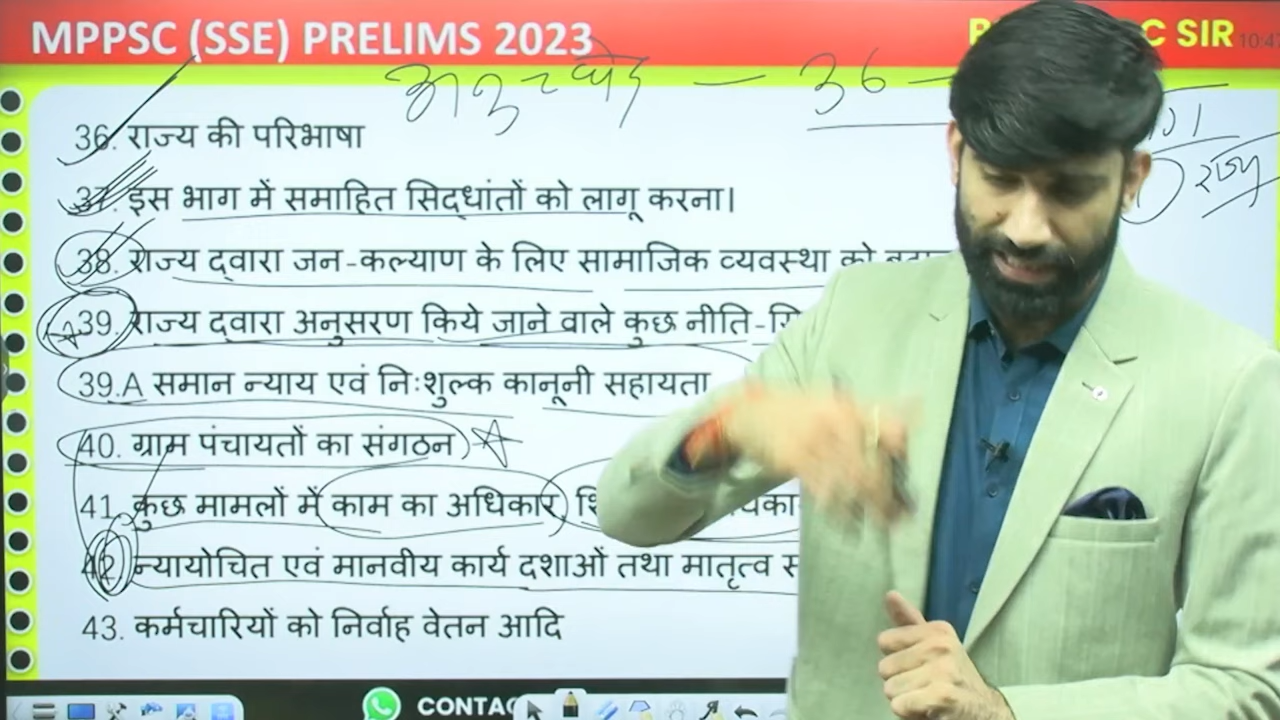 MPPSC (SSE) PRELIMS 2023
C SIR
अनुच्छेद — 36 —
36. राज्य की परिभाषा
राज्य
37. इस भाग में समाहित सिद्धांतों को लागू करना।
38. राज्य द्वारा जन-कल्याण के लिए सामाजिक व्यवस्था को
39. राज्य द्वारा अनुसरण किये जाने वाले कुछ नीति-
39.A समान न्याय एवं निःशुल्क कानूनी सहायता
40. ग्राम पंचायतों का संगठन
41. कुछ मामलों में काम का अधिकार,
42. न्यायोचित एवं मानवीय कार्य दशाओं तथा मातृत्व
43. कर्मचारियों को निर्वाह वेतन आदि